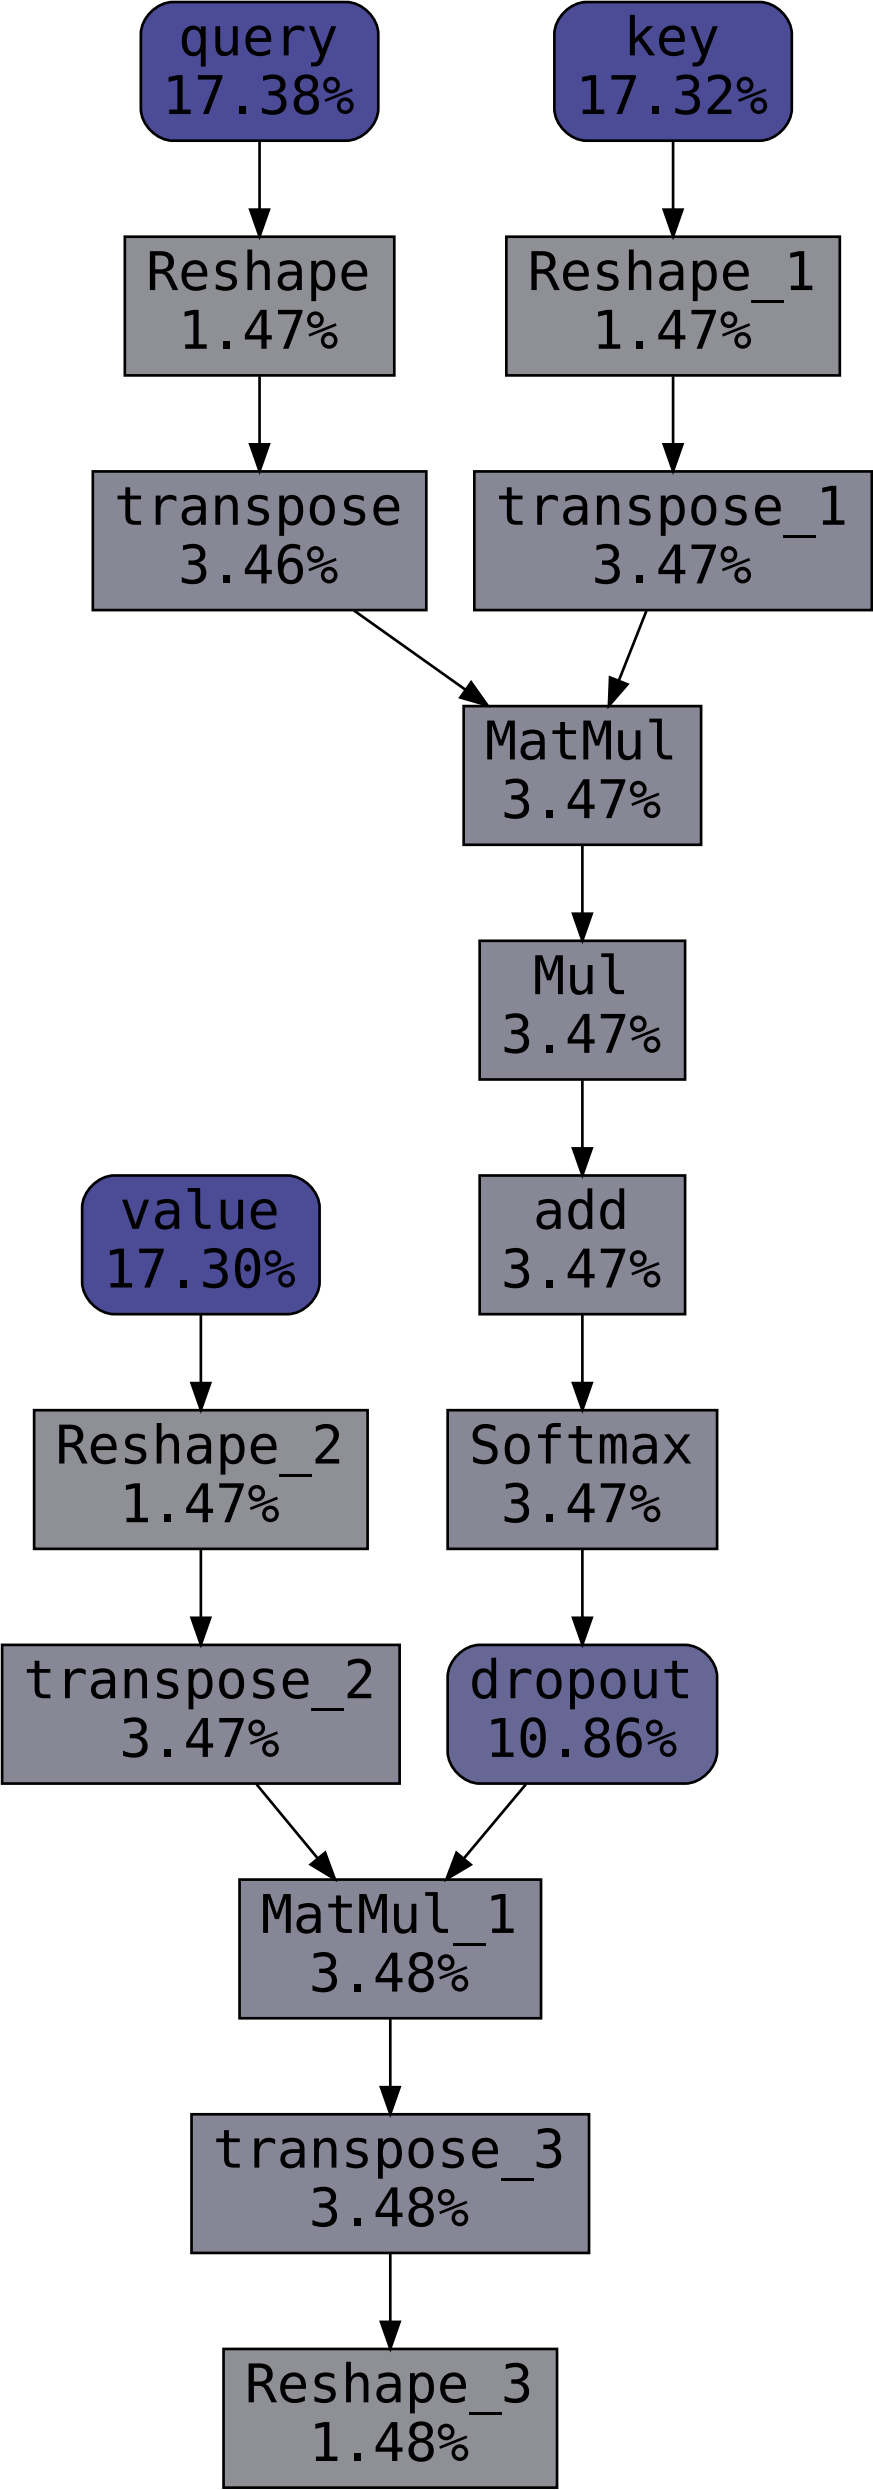 query
17.38%
key
17.32%
Reshape
1.47%
Reshape_1
1.47%
transpose
3.46%
transpose_1
3.47%
MatMul
3.47%
Mul
3.47%
value
17.30%
add
3.47%
Reshape_2
1.47%
Softmax
3.47%
transpose_2
3.47%
dropout
10.86%
MatMul_1
3.48%
transpose_3
3.48%
Reshape_3
1.48%